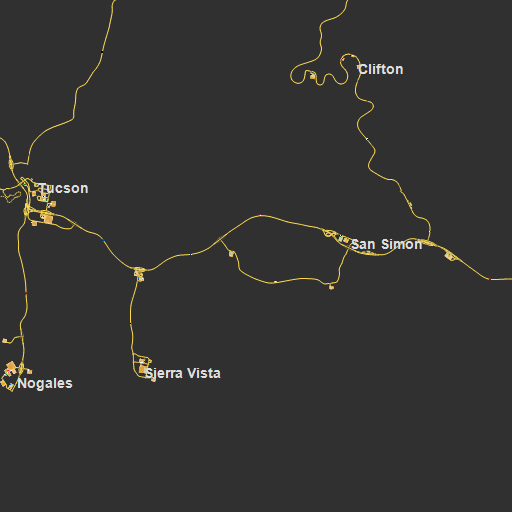 Clifton
Tucson
San Simon
Sierra Vista
Nogales